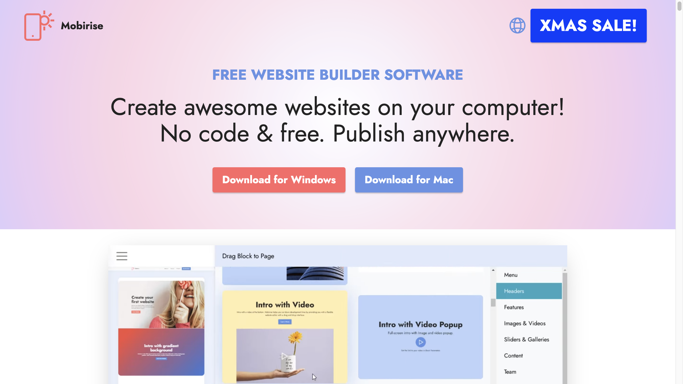 Mobirise
XMAS SALE!
FREE WEBSITE BUILDER SOFTWARE
Create awesome websites on your computer!
No code & free. Publish anywhere.
Download for Windows
Download for Mac
Drag Block to Page
Menu
Headers
Features
Images & Videos
Sliders & Galleries
Content
Team
Create your
first website
Intro with gradient
background
Intro with Video
Intro with Video Popup